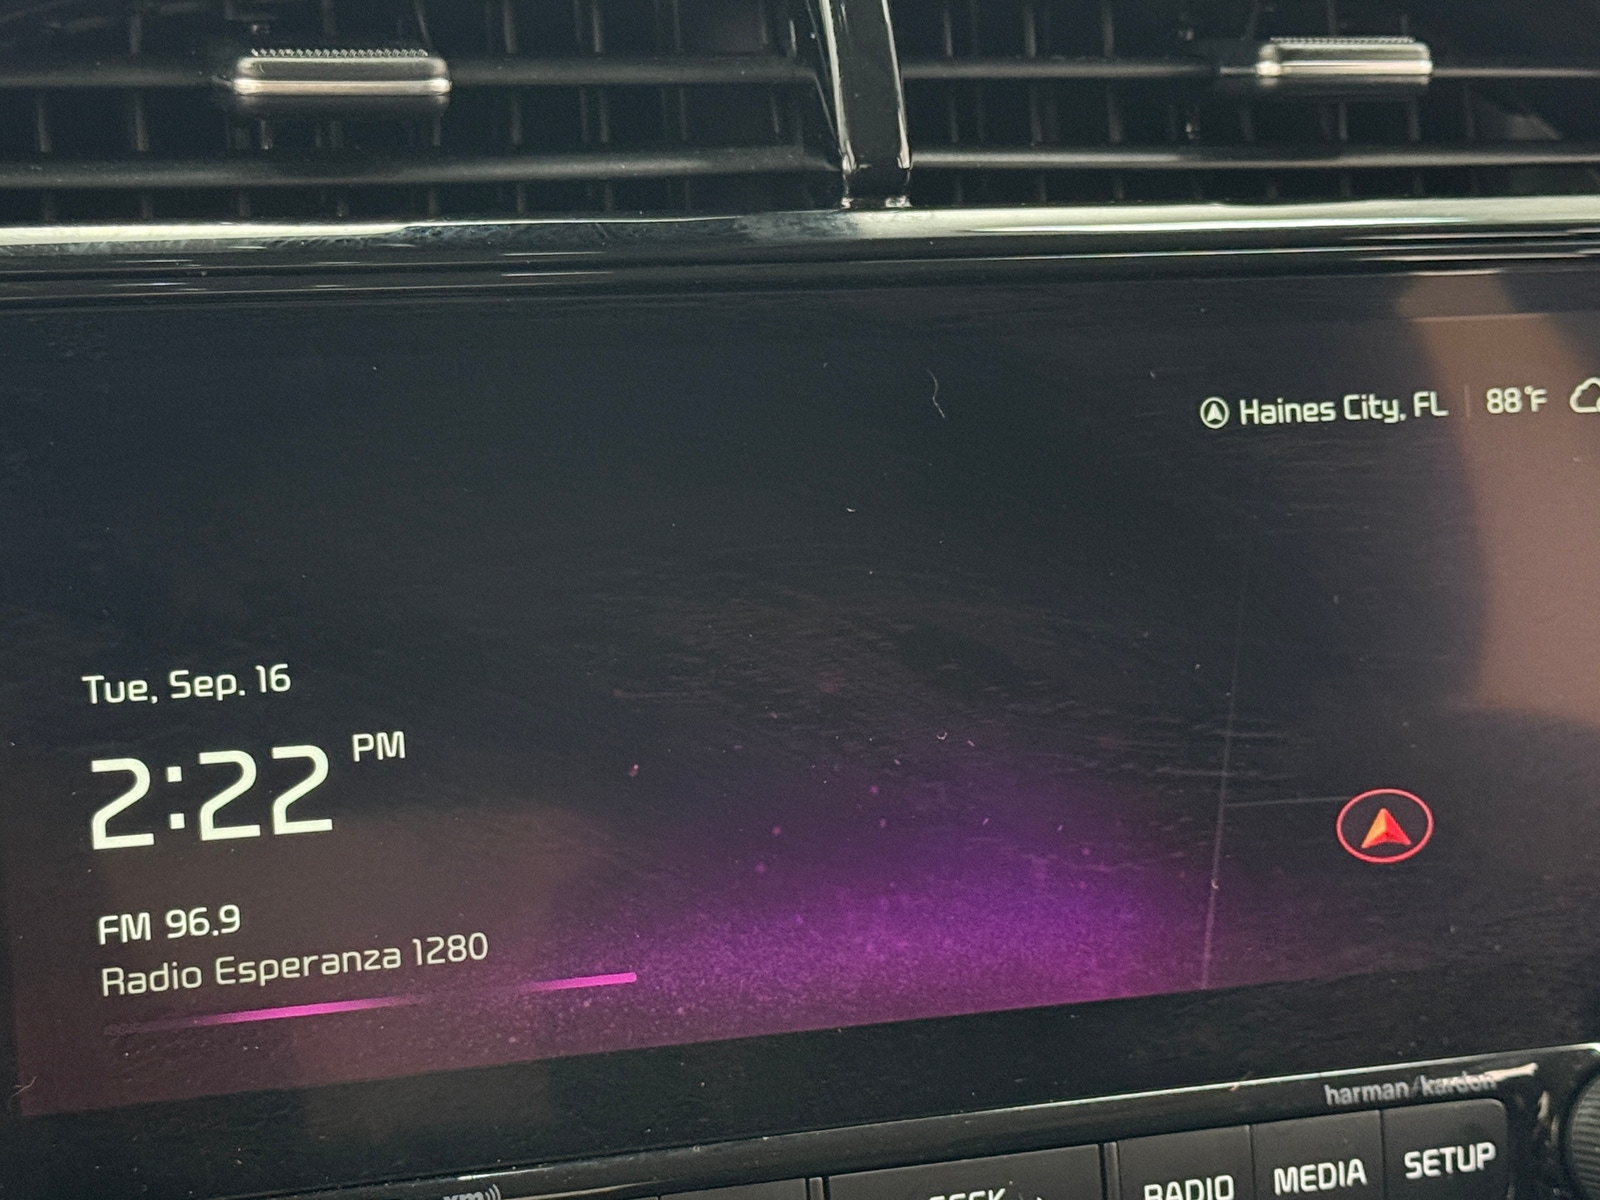 Haines City, FL 88°F
Tue, Sep. 16
2:22 PM
FM 96.9
Radio Esperanza 1280
harman/kardon
RADIO MEDIA SETUP